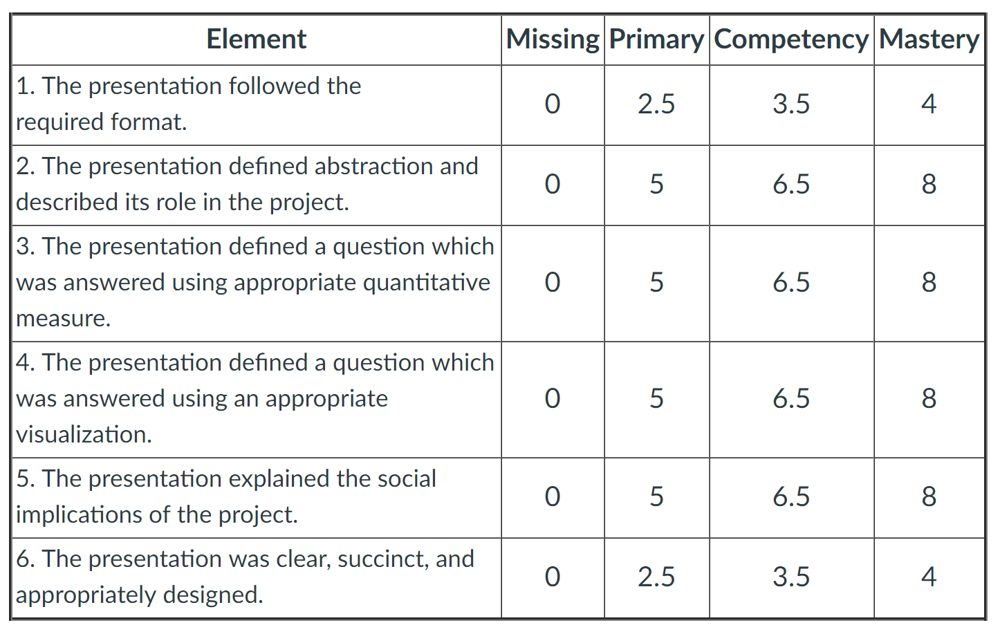 Element Missing Primary Competency Mastery
1. The presentation followed the
required format. 0 2.5 3.5 4
2. The presentation defined abstraction and
described its role in the project. 0 5 6.5 8
3. The presentation defined a question which
was answered using appropriate quantitative 0 5 6.5 8
measure.
4. The presentation defined a question which
was answered using an appropriate 0 5 6.5 8
visualization.
5. The presentation explained the social
implications of the project. 0 5 6.5 8
6. The presentation was clear, succinct, and
appropriately designed. 0 2.5 3.5 4